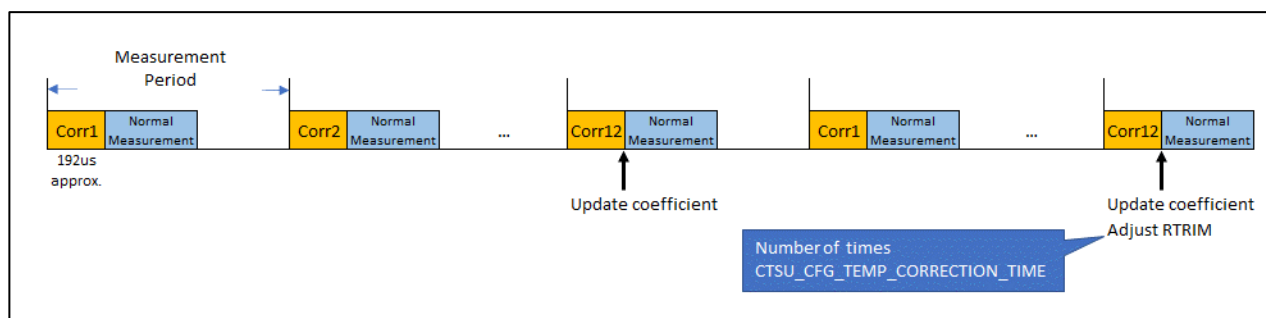 Measurement
Period
Corr1
Normal
Measurement
Corr2
Normal
Measurement
...
Corr12
Normal
Measurement
Corr1
Normal
Measurement
...
Corr12
Normal
Measurement
192us
approx.
Update coefficient
Update coefficient
Adjust RTRIM
Number of times
CTSU_CFG_TEMP_CORRECTION_TIME